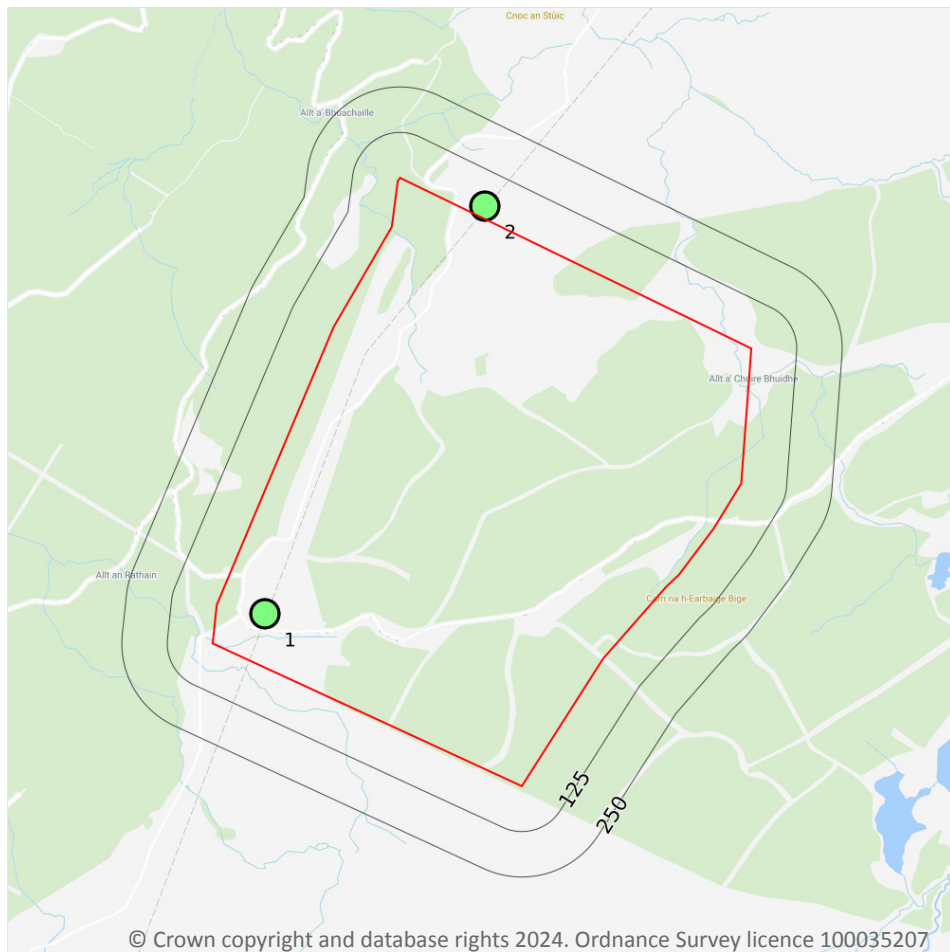 Cnoc an Stùic
Allt a' Bhuachaille
2
Allt a' Choire Bhuidhe
Allt an Rathain
Carn na h-Earbaige Bige
1
125
250
© Crown copyright and database rights 2024. Ordnance Survey licence 100035207